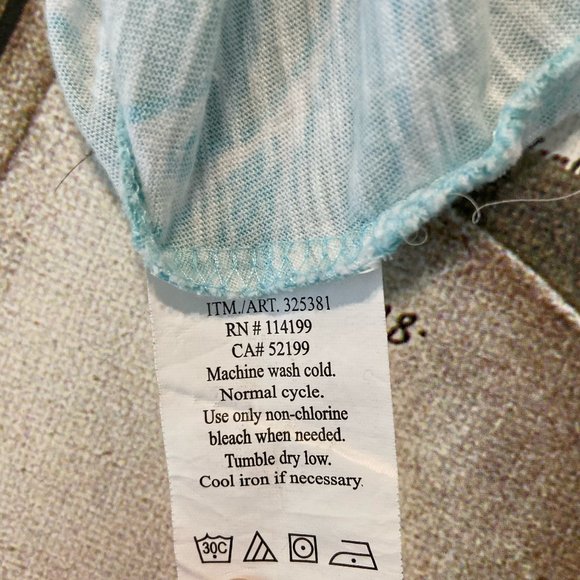 ITM./ART. 325381
RN # 114199
CA# 52199
Machine wash cold.
Normal cycle.
Use only non-chlorine
bleach when needed.
Tumble dry low.
Cool iron if necessary.
30C
8.